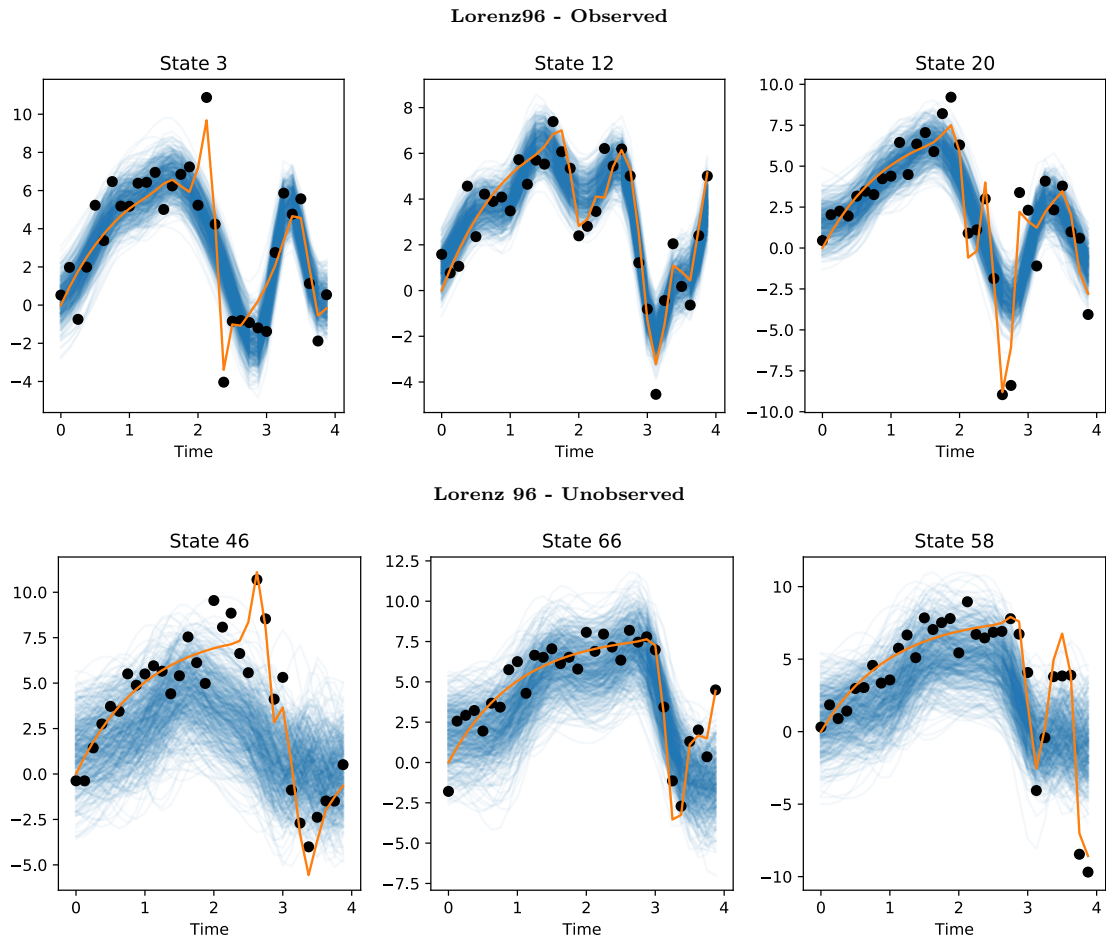 Lorenz96 - Observed
State 3
State 12
State 20
10
8
6
4
2
0
−2
−4
8
6
4
2
0
−2
−4
10.0
7.5
5.0
2.5
0.0
−2.5
−5.0
−7.5
−10.0
0 1 2 3 4
0 1 2 3 4
0 1 2 3 4
Time
Time
Time
Lorenz 96 - Unobserved
State 46
State 66
State 58
10.0
7.5
5.0
2.5
0.0
−2.5
−5.0
12.5
10.0
7.5
5.0
2.5
0.0
−2.5
−5.0
−7.5
10
5
0
−5
−10
0 1 2 3 4
0 1 2 3 4
0 1 2 3 4
Time
Time
Time